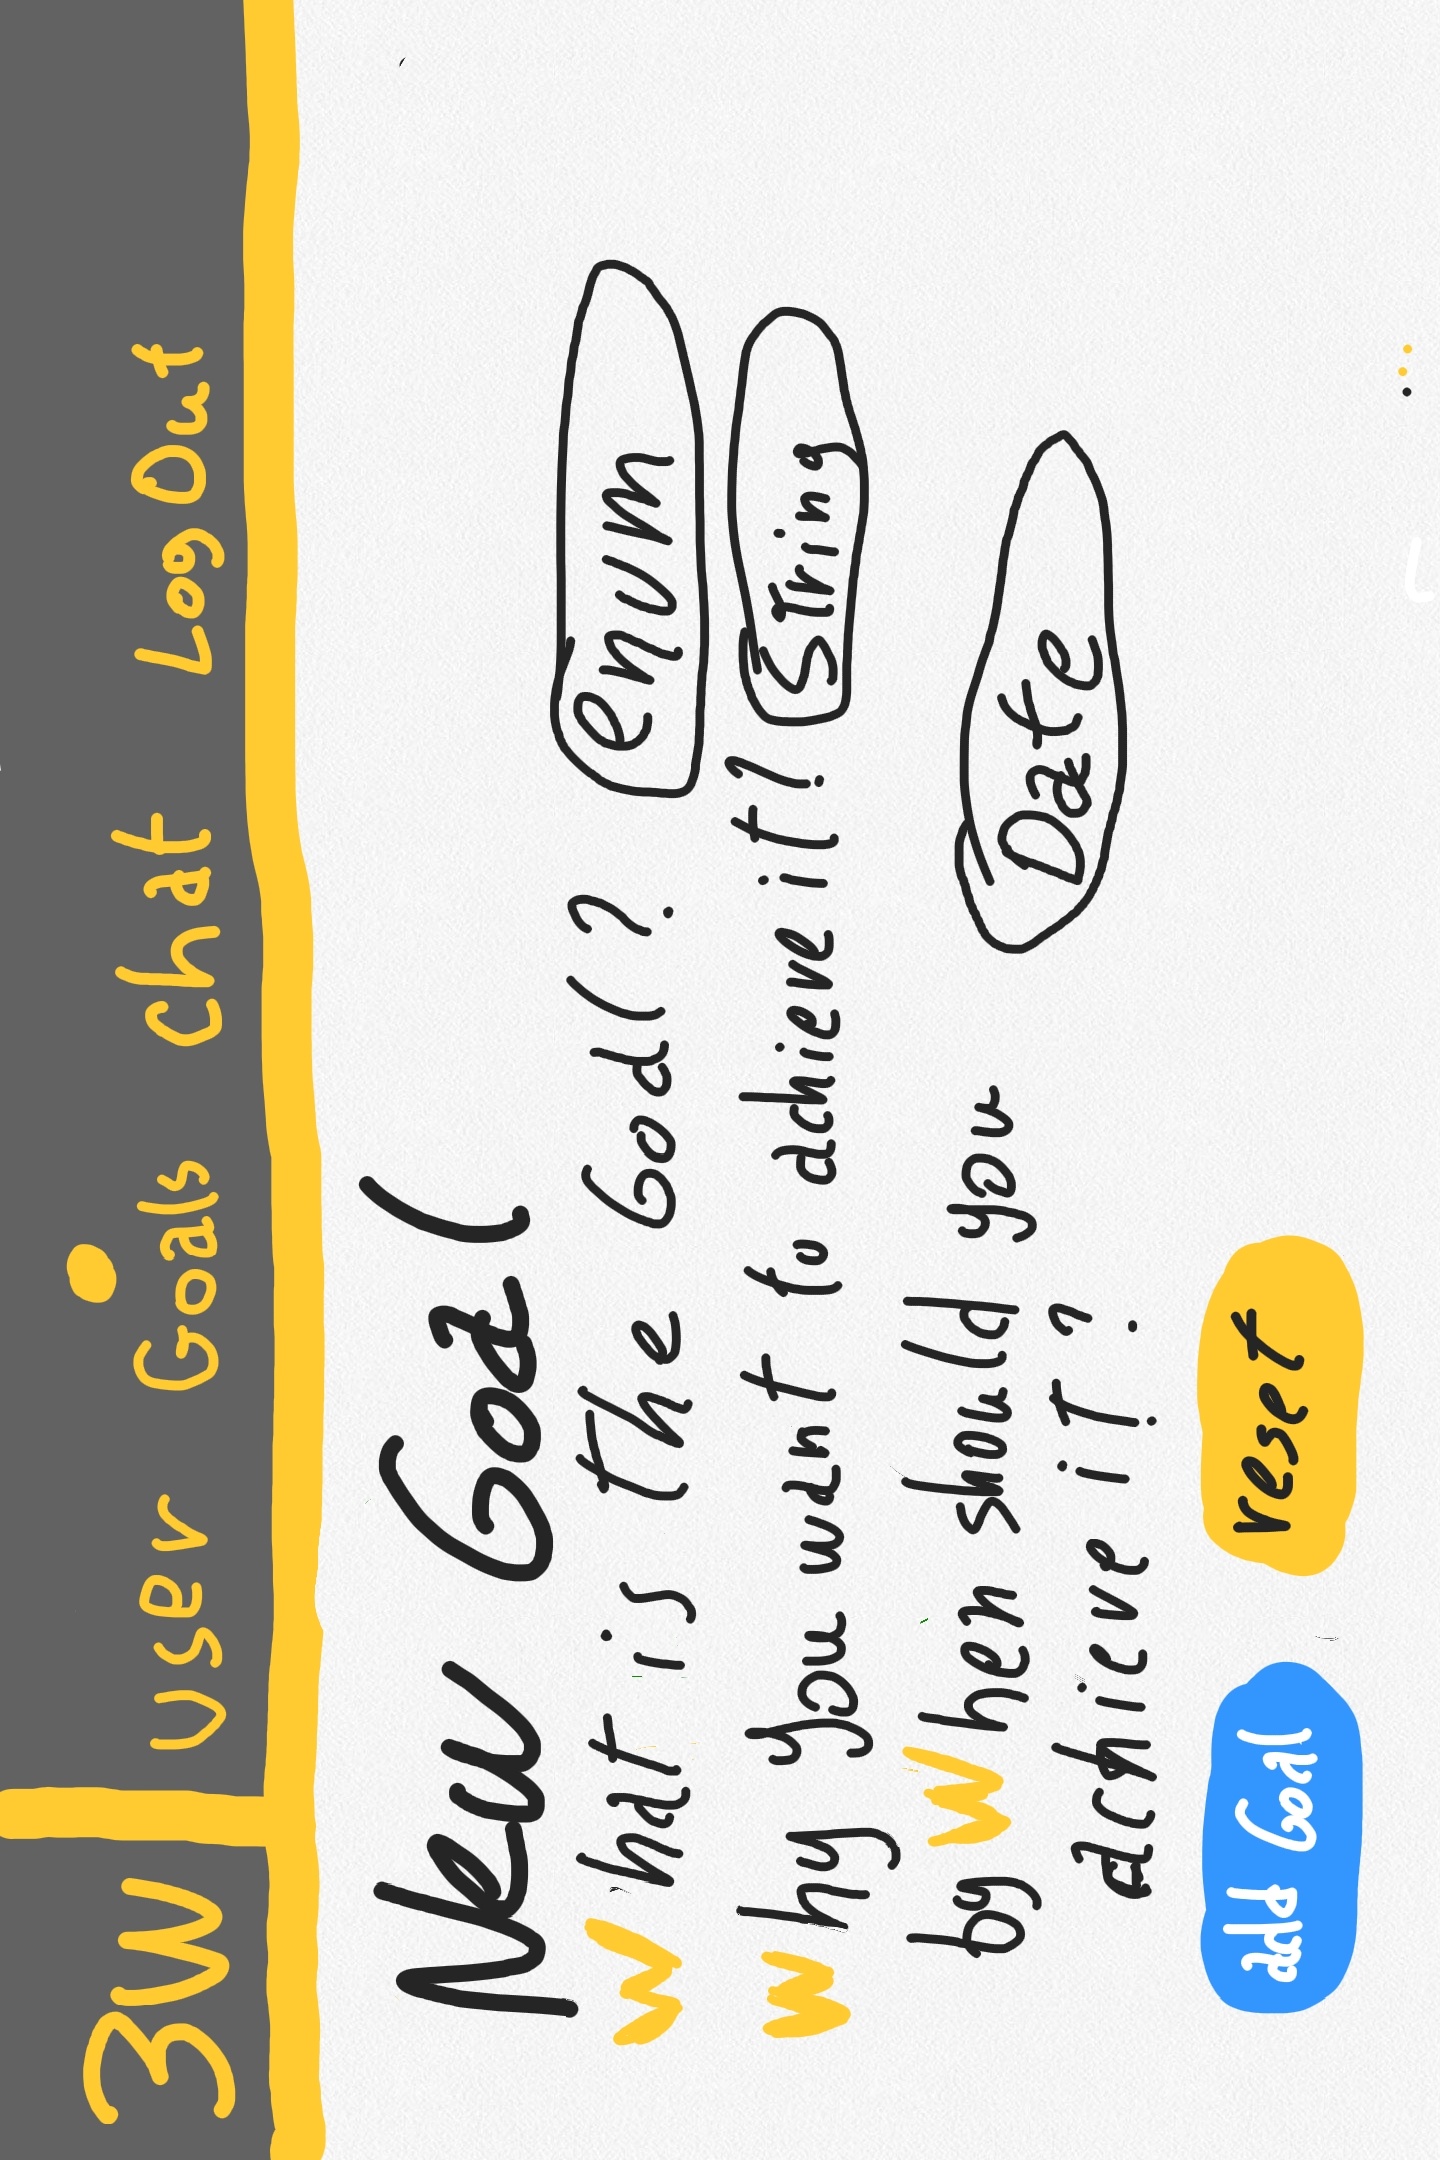 3W user Goals chat LogOut
New Goal
What is the Goal? enum
Why you want to achieve it? String
by When should you Date
achieve it?
add Goal reset